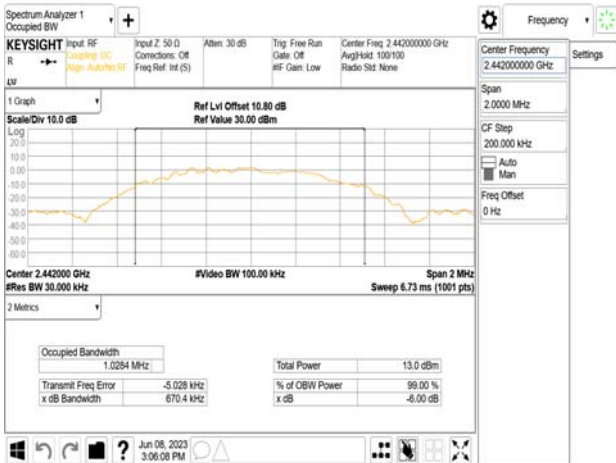 Spectrum Analyzer 1
Occupied BW
Frequency
KEYSIGHT
R
Input: RF
Coupling: DC
Align: Auto/No RF
Input Z: 50 Ω
Corrections: Off
Freq Ref: Int (S)
Atten: 30 dB
Trig: Free Run
Gate: Off
#IF Gain: Low
Center Freq: 2.442000000 GHz
Avg|Hold: 100/100
Radio Std: None
1 Graph
Scale/Div 10.0 dB
Ref Lvl Offset 10.80 dB
Ref Value 30.00 dBm
Log
20.0
10.0
0.00
-10.0
-20.0
-30.0
-40.0
-50.0
-60.0
Center 2.442000 GHz
#Res BW 30.000 kHz
#Video BW 100.00 kHz
Span 2 MHz
Sweep 6.73 ms (1001 pts)
2 Metrics
Occupied Bandwidth
1.0284 MHz
Total Power 13.0 dBm
Transmit Freq Error -5.028 kHz
% of OBW Power 99.00 %
x dB Bandwidth 670.4 kHz
x dB -6.00 dB
Jun 08, 2023
3:06:08 PM
Center Frequency
2.442000000 GHz
Settings
Span
2.0000 MHz
CF Step
200.000 kHz
Auto
Man
Freq Offset
0 Hz